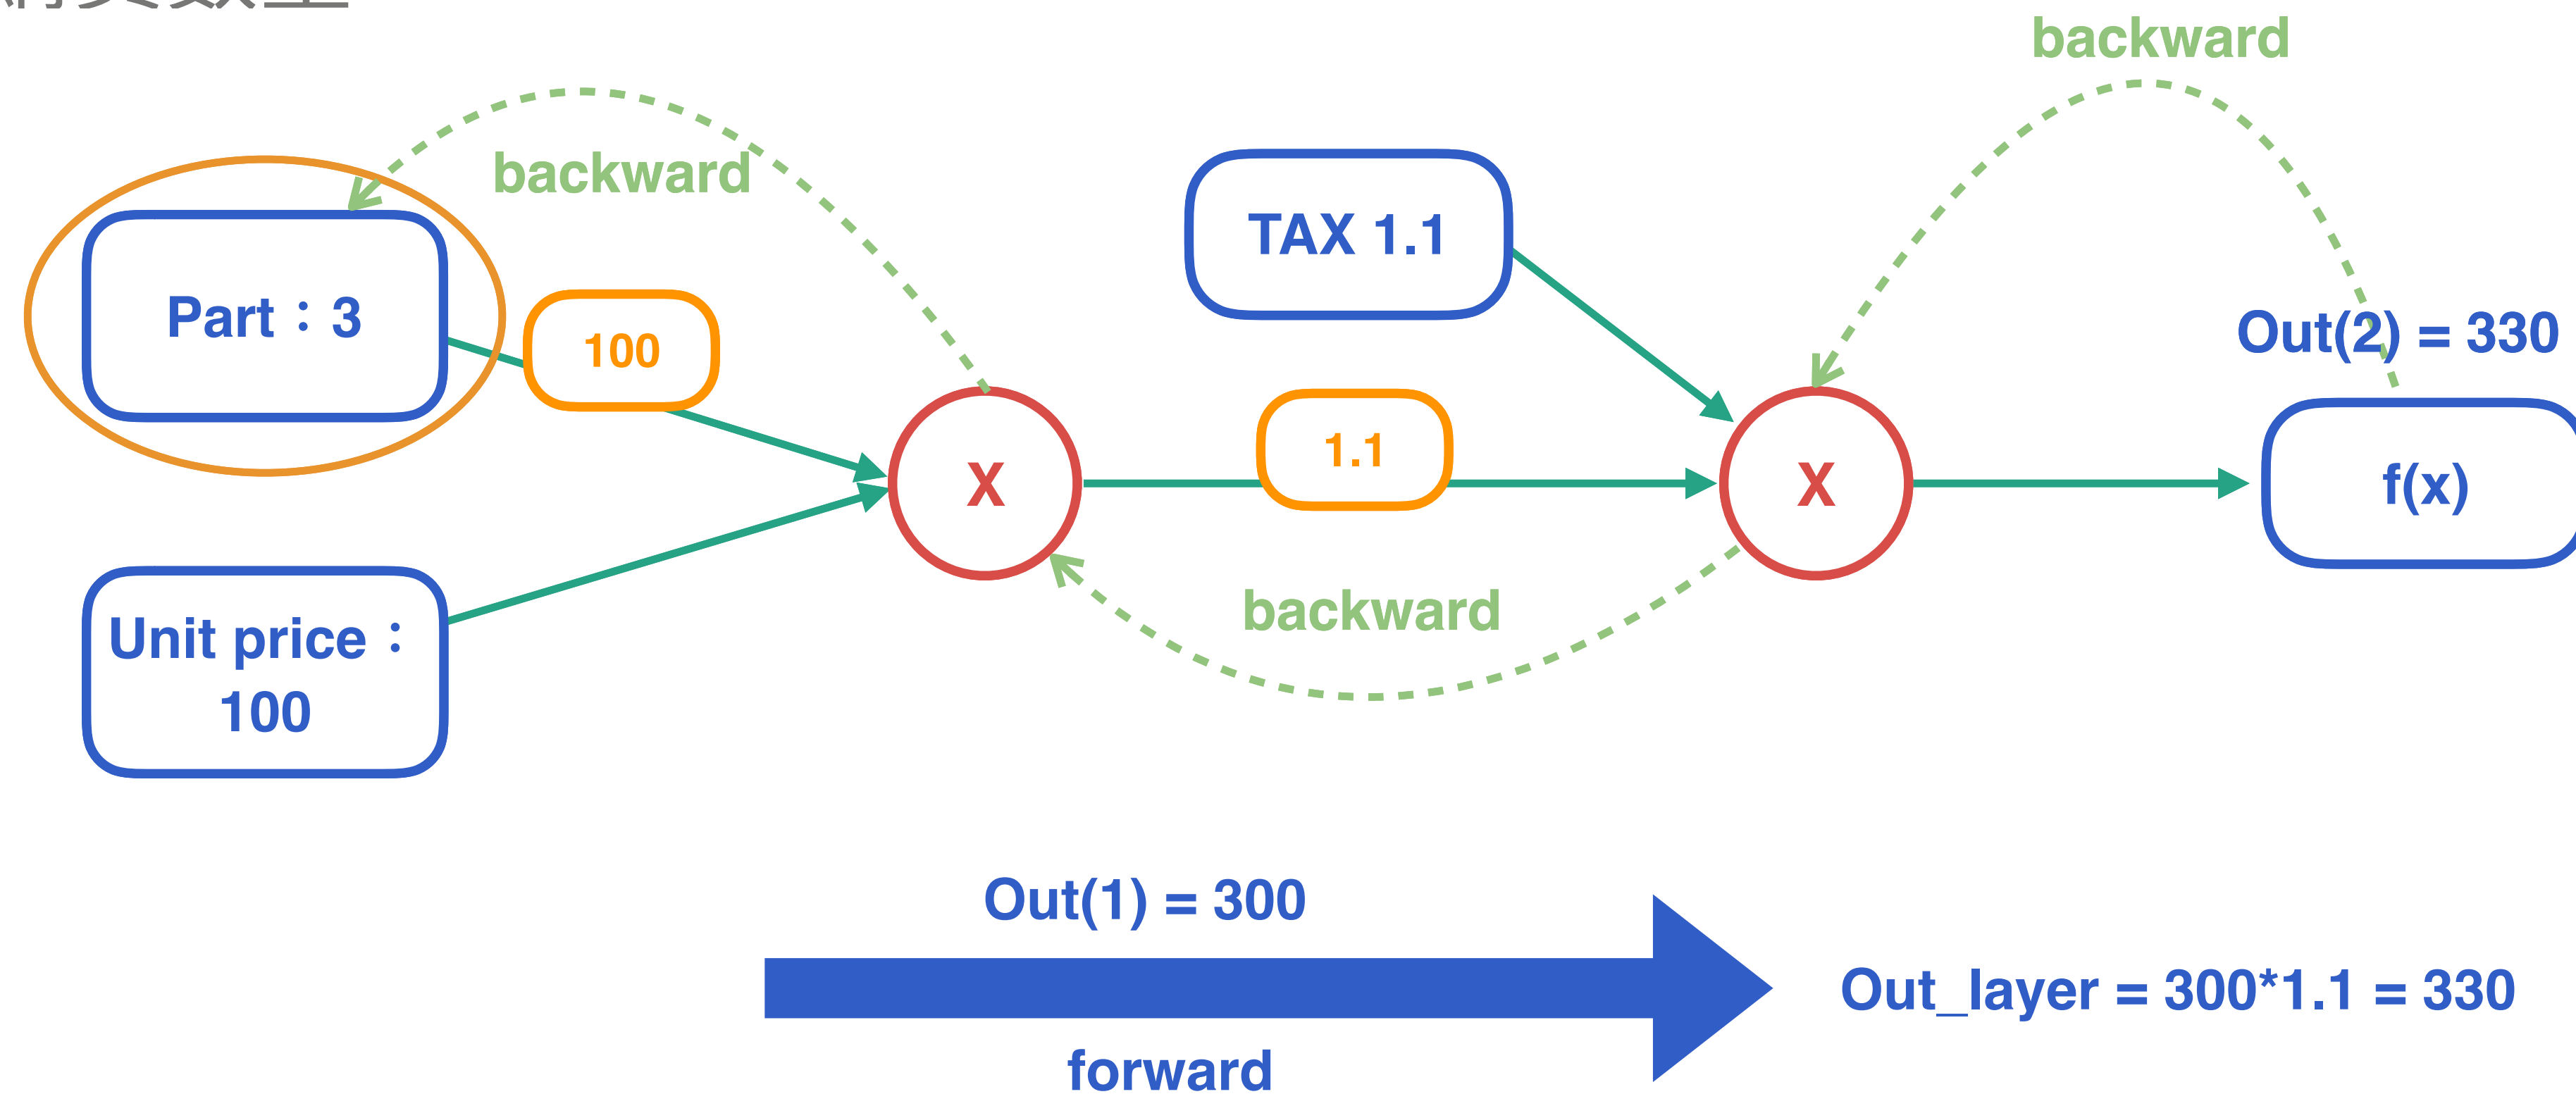 backward
backward
TAX 1.1
Part：3
100
Out(2) = 330
1.1
X
X
f(x)
backward
Unit price：
100
Out(1) = 300
Out_layer = 300*1.1 = 330
forward